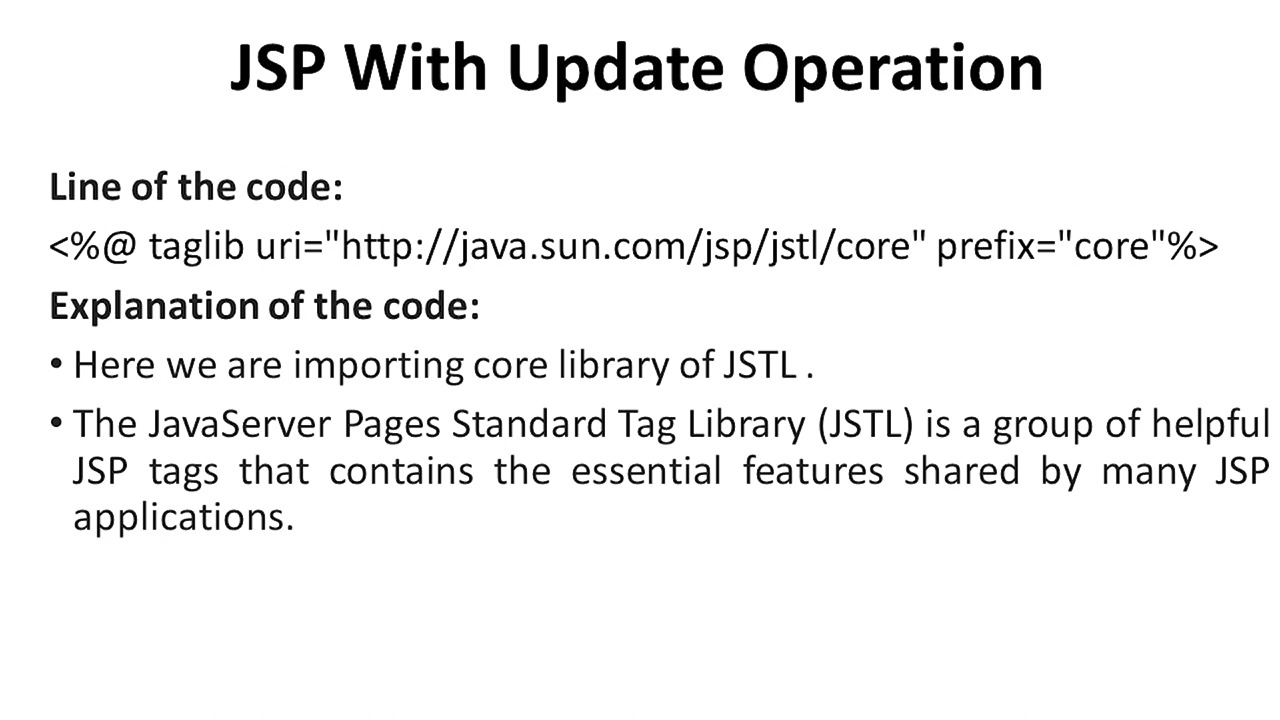 JSP With Update Operation
Line of the code:
<%@ taglib uri="http://java.sun.com/jsp/jstl/core" prefix="core"%>
Explanation of the code:
• Here we are importing core library of JSTL .
• The JavaServer Pages Standard Tag Library (JSTL) is a group of helpful
JSP tags that contains the essential features shared by many JSP
applications.